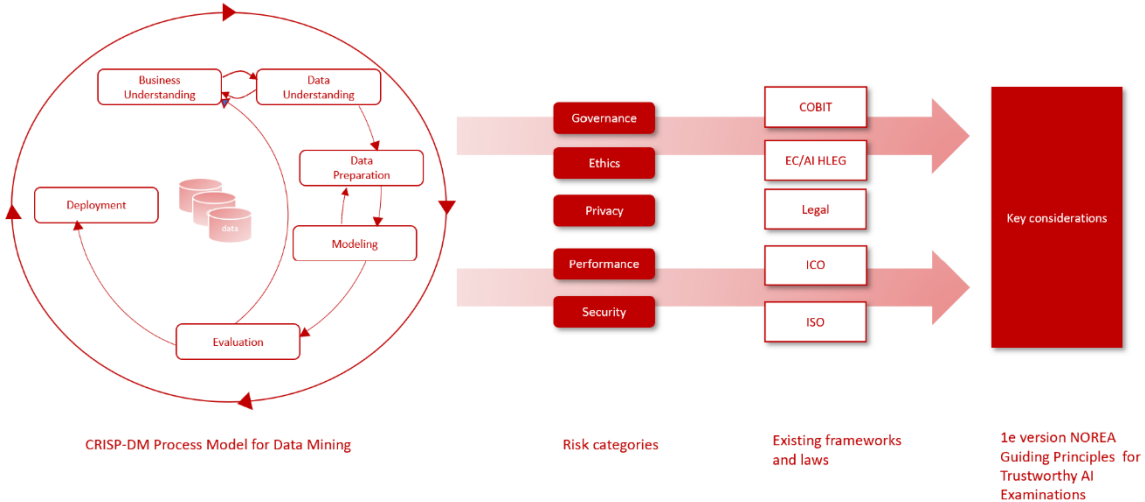 Business
Understanding
Data
Understanding
Data
Preparation
Modeling
Evaluation
Deployment
data
CRISP-DM Process Model for Data Mining
Governance
Ethics
Privacy
Performance
Security
Risk categories
COBIT
EC/AI HLEG
Legal
ICO
ISO
Existing frameworks
and laws
Key considerations
1e version NOREA
Guiding Principles for
Trustworthy AI
Examinations